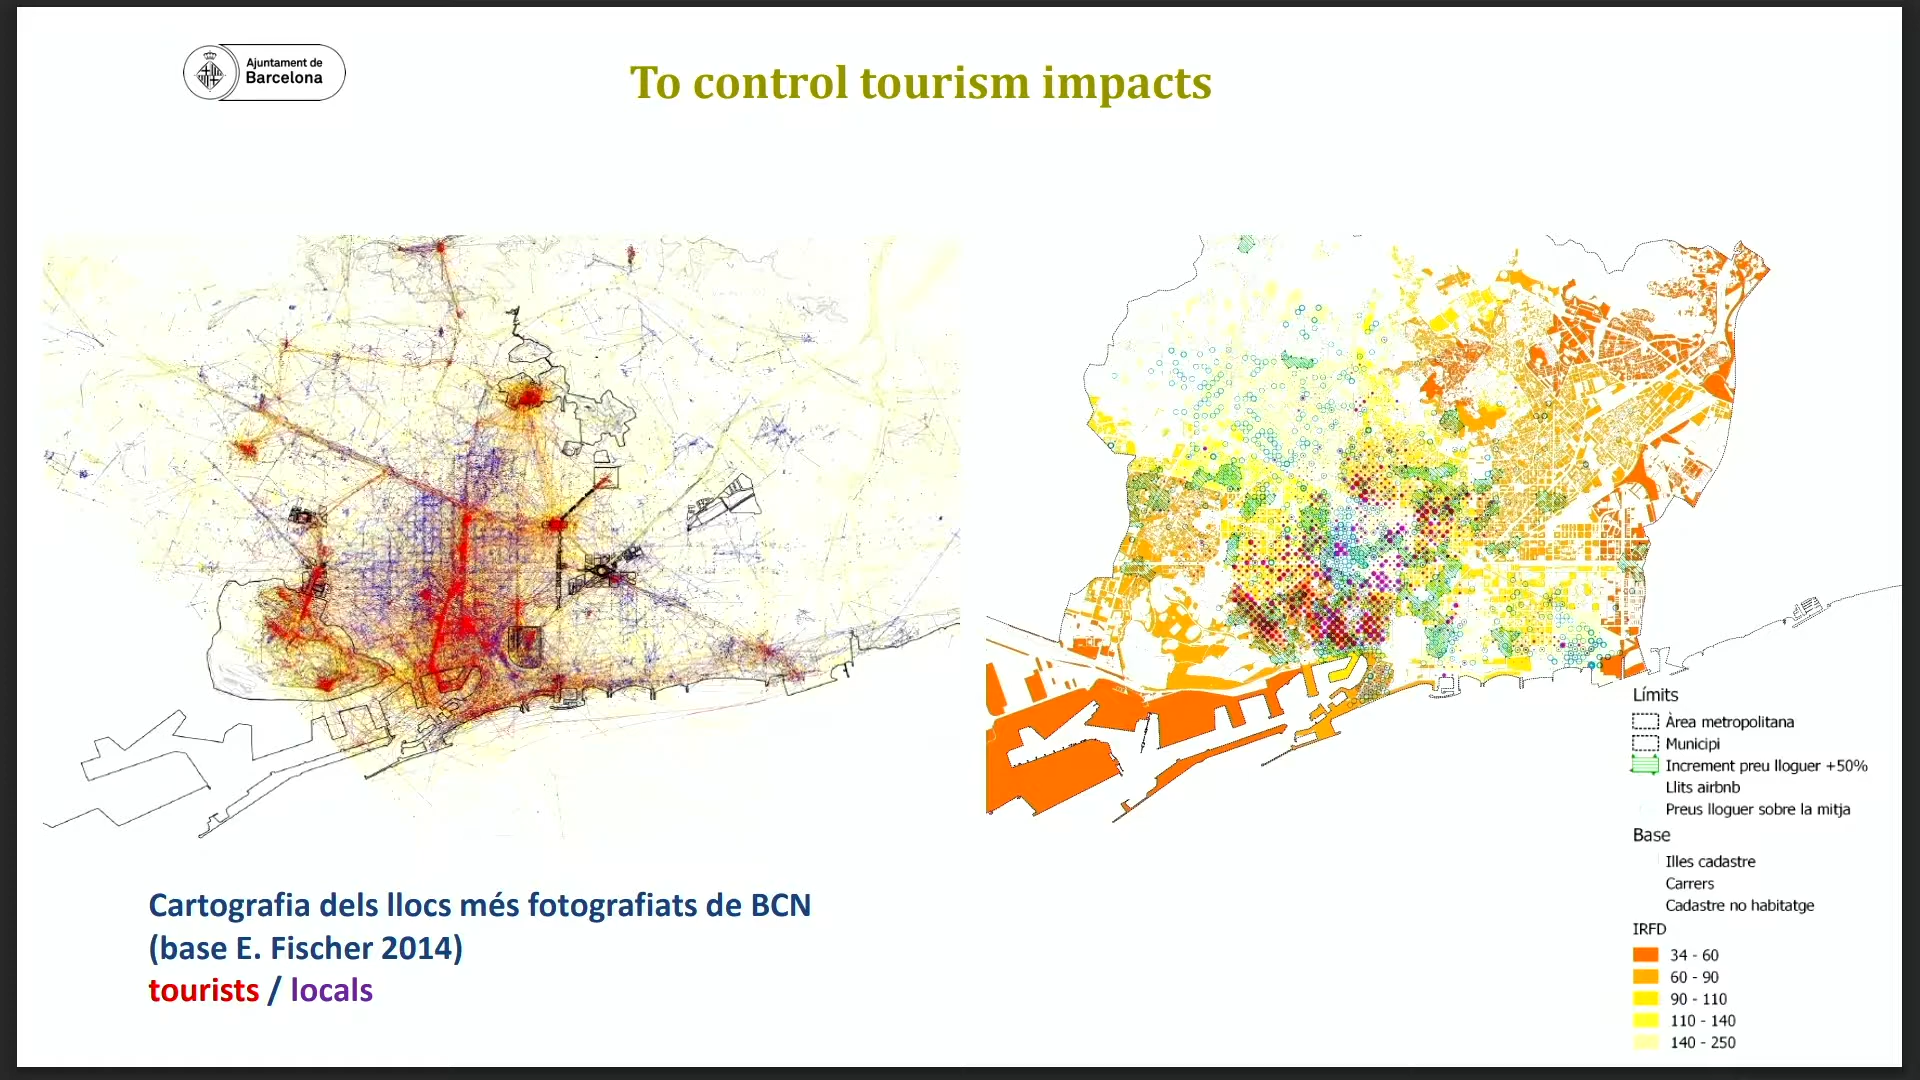 Ajuntament de
Barcelona
To control tourism impacts
Cartografia dels llocs més fotografiats de BCN
(base E. Fischer 2014)
tourists / locals
Límits
Àrea metropolitana
Municipi
Increment preu lloguer +50%
Llits airbnb
Preus lloguer sobre la mitja
Base
Illes cadastre
Carrers
Cadastre no habitatge
IRFD
34 - 60
60 - 90
90 - 110
110 - 140
140 - 250